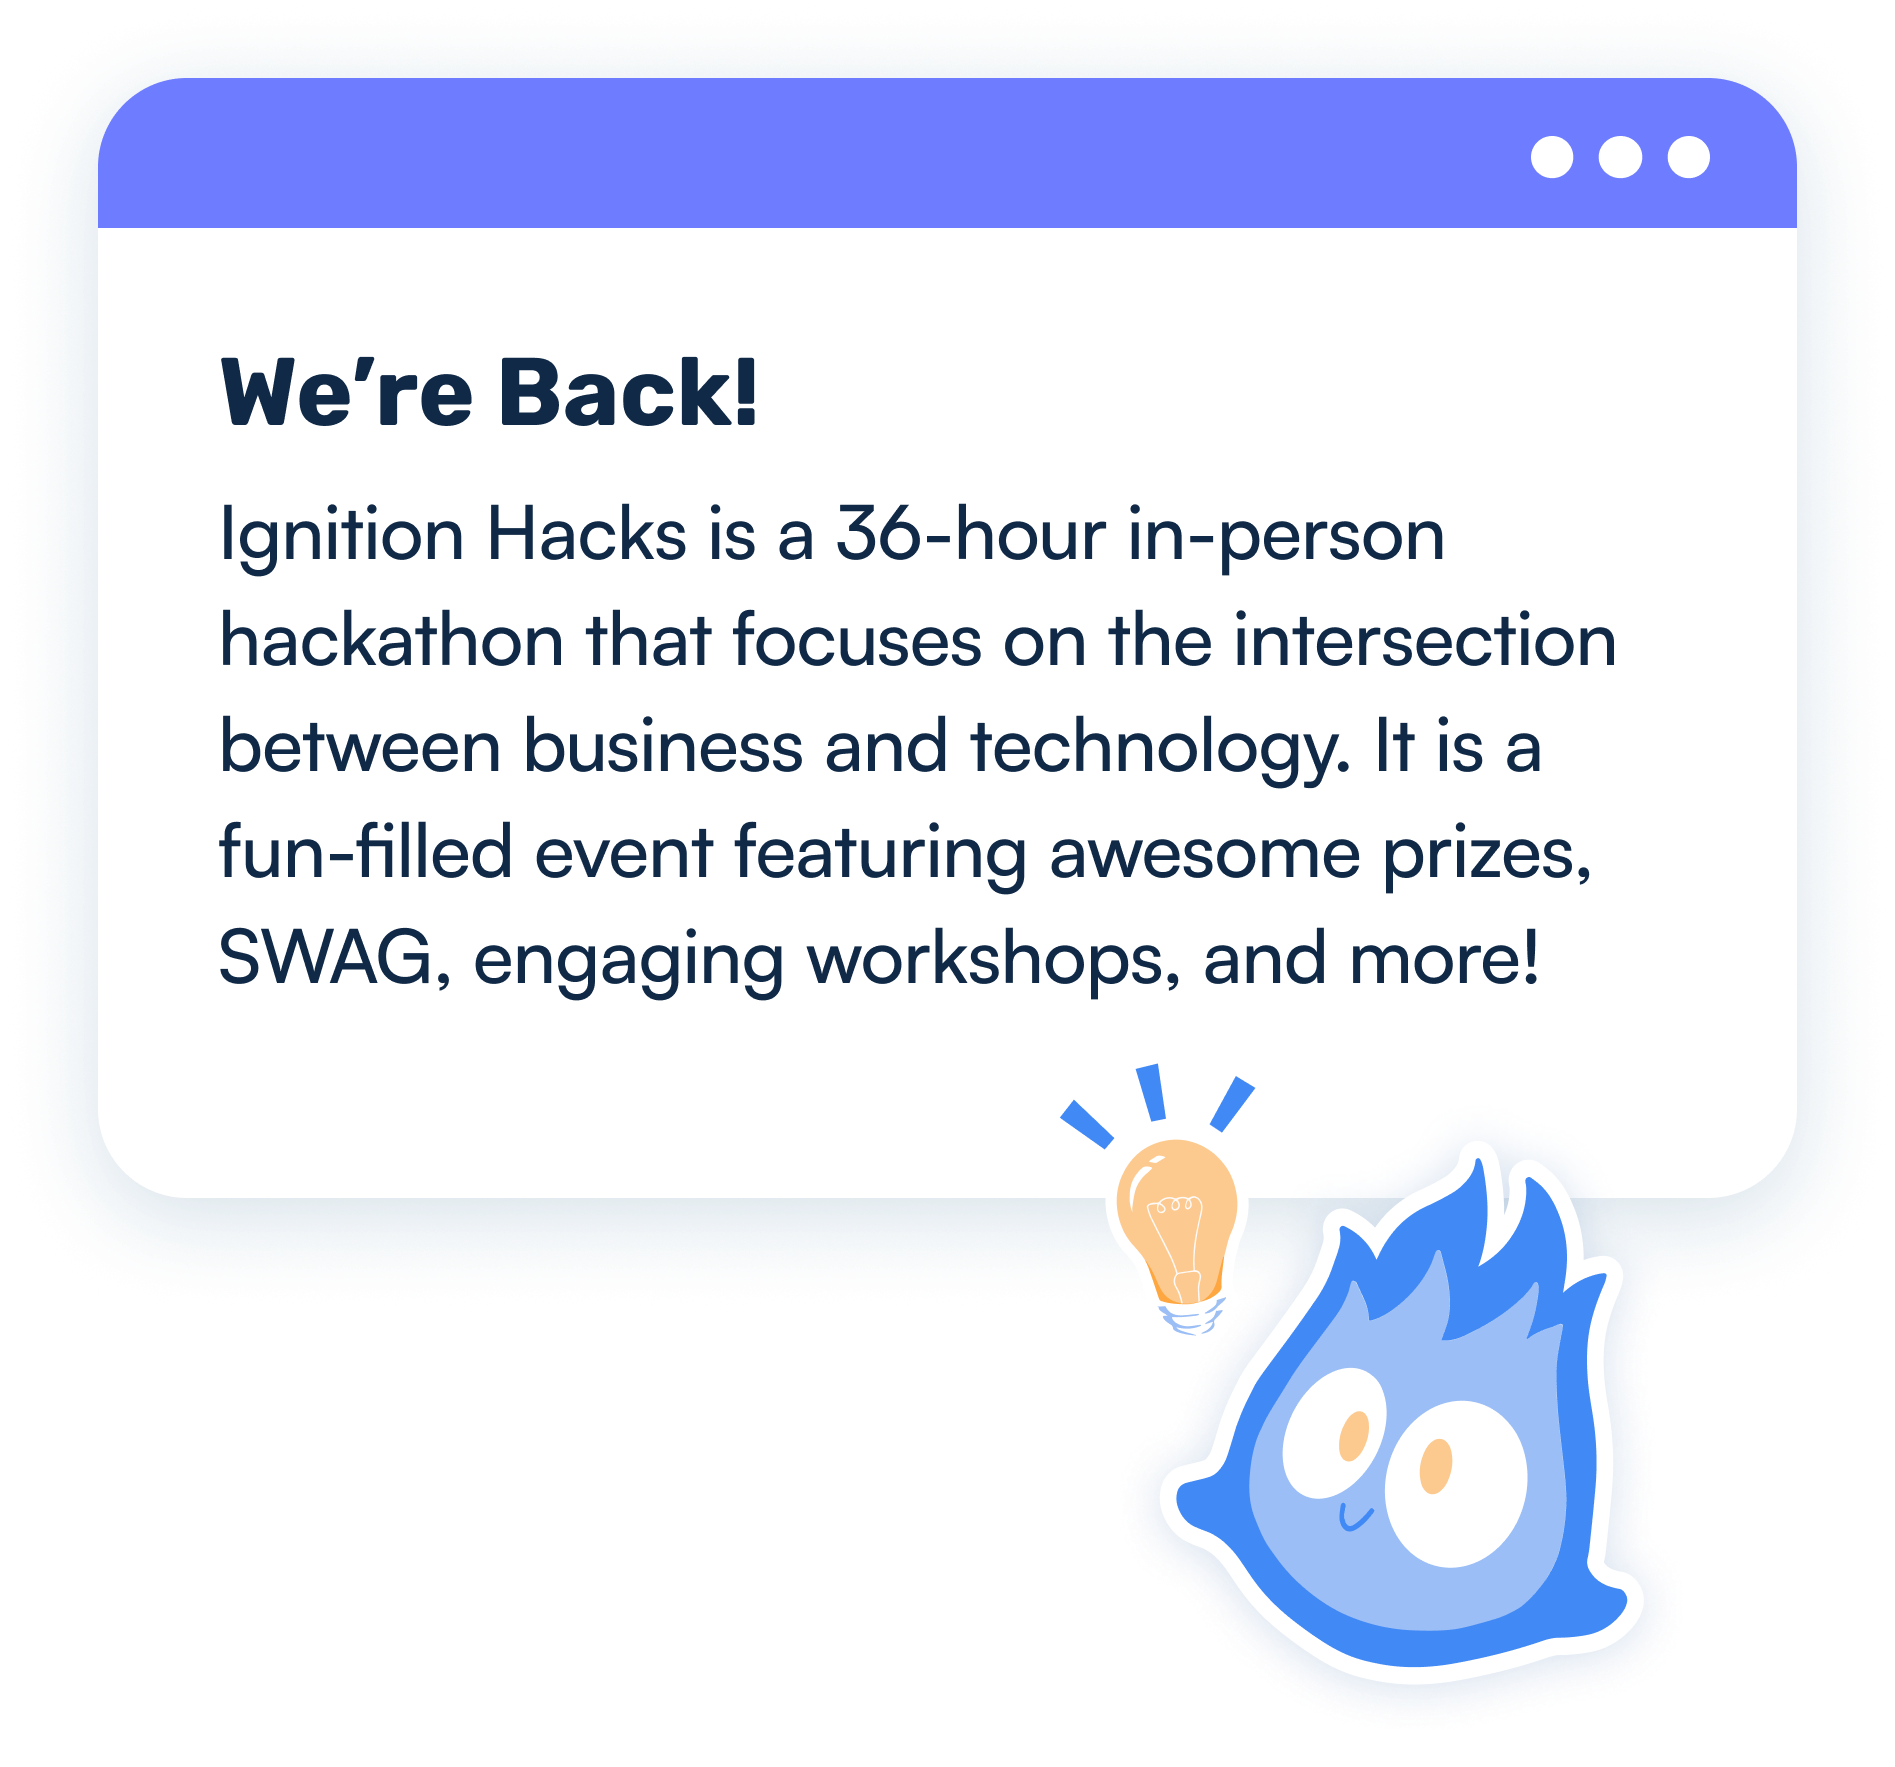 We’re Back!
Ignition Hacks is a 36-hour in-person
hackathon that focuses on the intersection
between business and technology. It is a
fun-filled event featuring awesome prizes,
SWAG, engaging workshops, and more!